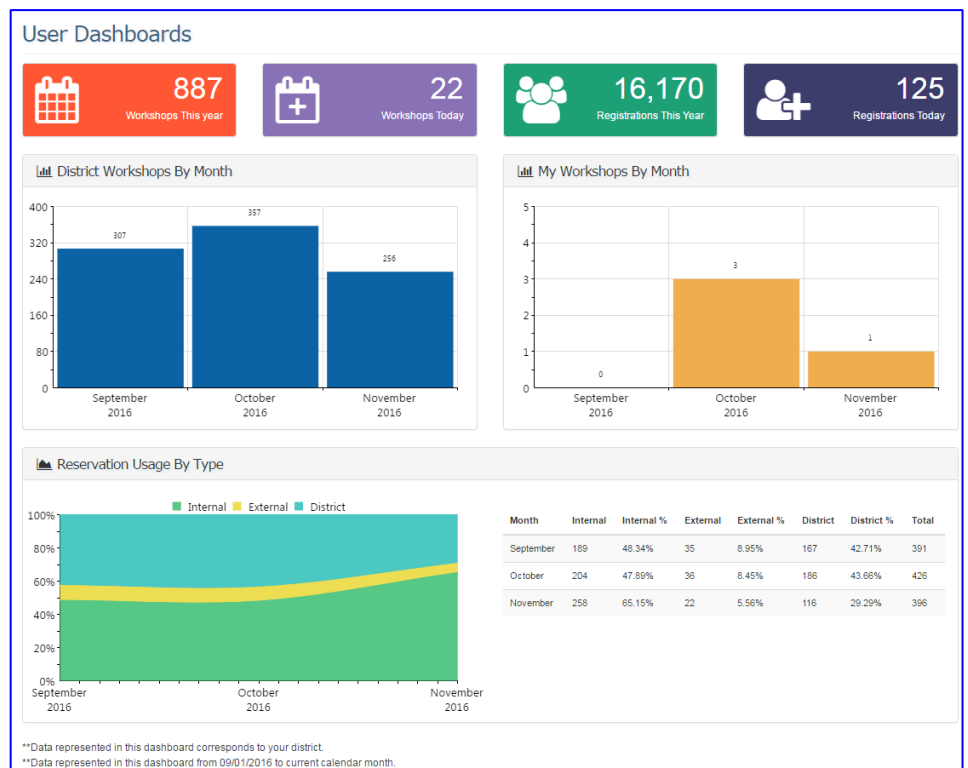 User Dashboards
887
Workshops This year
22
Workshops Today
16,170
Registrations This Year
125
Registrations Today
District Workshops By Month
400
320
240
160
80
0
307
357
256
September
2016
October
2016
November
2016
My Workshops By Month
5
4
3
2
1
0
0
3
1
September
2016
October
2016
November
2016
Reservation Usage By Type
Internal External District
100%
80%
60%
40%
20%
0%
September
2016
October
2016
November
2016
Month Internal Internal % External External % District District % Total
September 189 48.34% 35 8.95% 167 42.71% 391
October 204 47.89% 36 8.45% 186 43.66% 426
November 258 65.15% 22 5.56% 116 29.29% 396
**Data represented in this dashboard corresponds to your district.
**Data represented in this dashboard from 09/01/2016 to current calendar month.